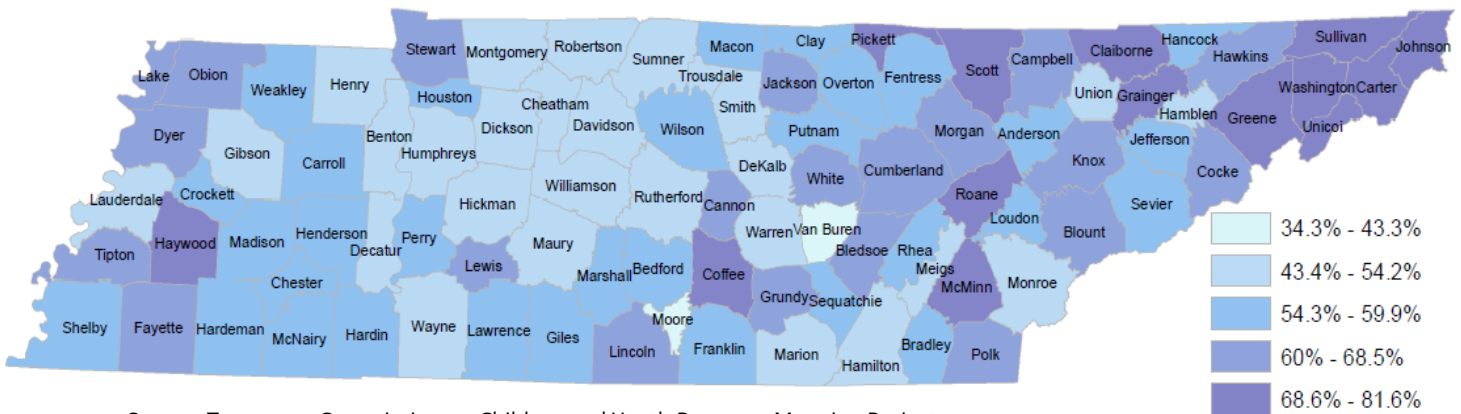 Stewart
Montgomery
Robertson
Sumner
Macon
Clay
Pickett
Scott
Campbell
Claiborne
Hancock
Hawkins
Sullivan
Johnson
Lake
Obion
Weakley
Henry
Houston
Cheatham
Trousdale
Smith
Jackson
Overton
Fentress
Union
Grainger
Hamblen
Greene
Washington
Carter
Unicoi
Dyer
Gibson
Carroll
Benton
Humphreys
Dickson
Davidson
Wilson
DeKalb
Putnam
White
Cumberland
Morgan
Anderson
Knox
Jefferson
Cocke
Lauderdale
Crockett
Haywood
Madison
Henderson
Decatur
Perry
Hickman
Williamson
Rutherford
Cannon
Warren
Van Buren
Bledsoe
Rhea
Roane
Loudon
Blount
Sevier
Tipton
Chester
Lewis
Maury
Marshall
Bedford
Coffee
Grundy
Sequatchie
Meigs
McMinn
Monroe
Shelby
Fayette
Hardeman
McNairy
Hardin
Wayne
Lawrence
Giles
Lincoln
Moore
Franklin
Marion
Hamilton
Bradley
Polk
34.3% - 43.3%
43.4% - 54.2%
54.3% - 59.9%
60% - 68.5%
68.6% - 81.6%